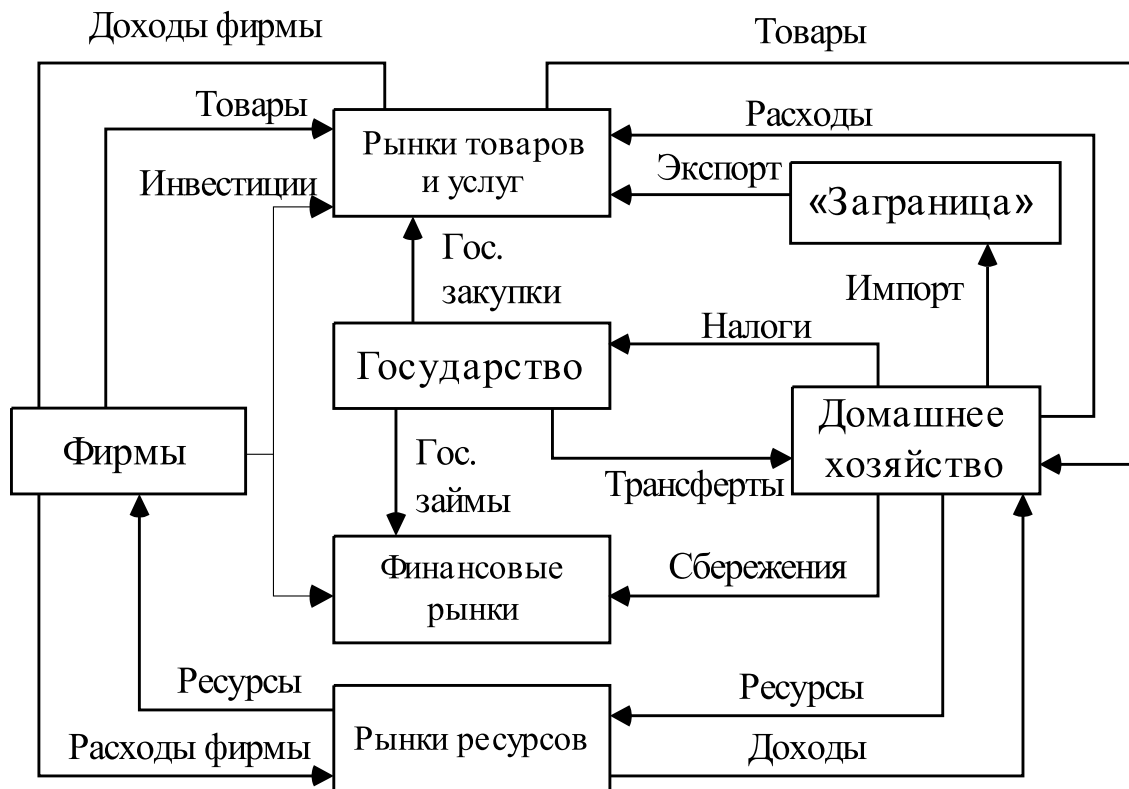 Доходы фирмы
Товары
Товары
Расходы
Рынки товаров
и услуг
Экспорт
Инвестиции
«Заграница»
Гос.
закупки
Импорт
Налоги
Государство
Домашнее
хозяйство
Фирмы
Гос.
займы
Трансферты
Финансовые
рынки
Сбережения
Ресурсы
Ресурсы
Рынки ресурсов
Расходы фирмы
Доходы